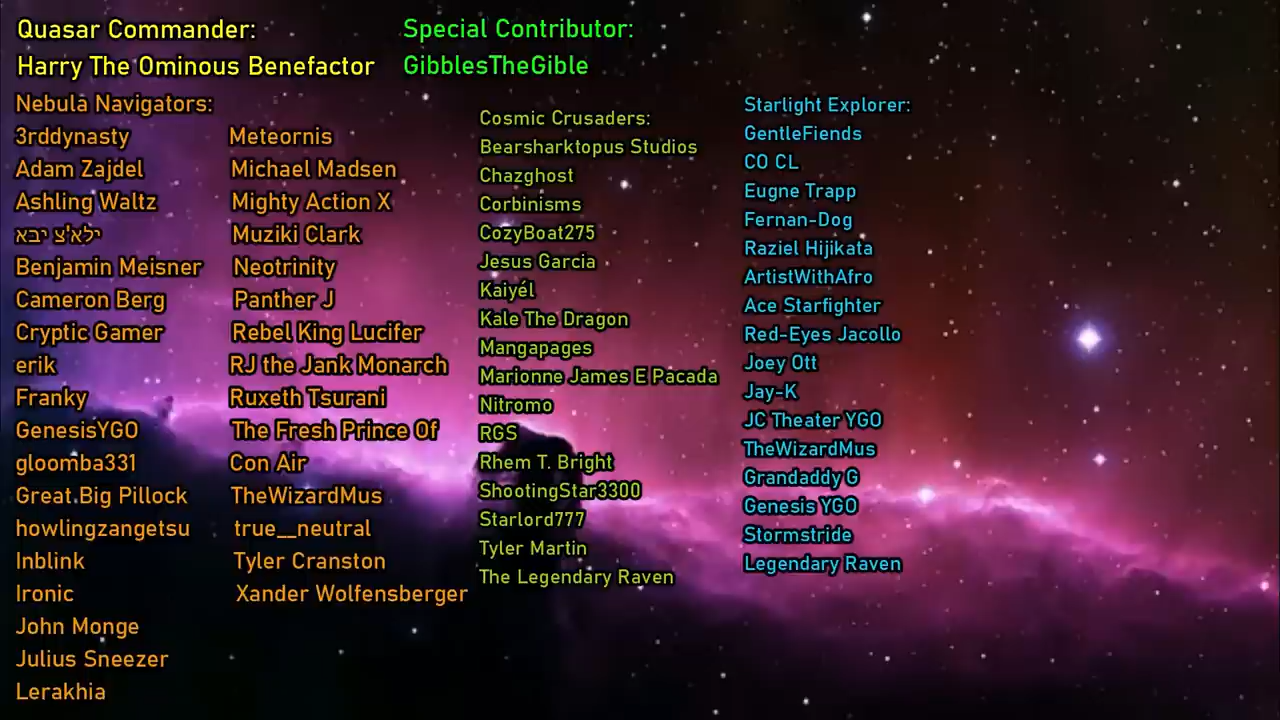 Quasar Commander:
Harry The Ominous Benefactor
Special Contributor:
GibblesTheGible
Nebula Navigators:
3rddynasty
Adam Zajdel
Ashling Waltz
אבי צ'אלי
Benjamin Meisner
Cameron Berg
Cryptic Gamer
erik
Franky
GenesisYGO
gloomba331
Great.Big Pillock
howlingzangetsu
Inblink
Ironic
John Monge
Julius Sneezer
Lerakhia
Meteornis
Michael Madsen
Mighty Action X
Muziki Clark
Neotrinity
Panther J
Rebel King Lucifer
RJ the Jank Monarch
Ruxeth Tsurani
The Fresh Prince Of
Con Air
TheWizardMus
true__neutral
Tyler Cranston
Xander Wolfensberger
Cosmic Crusaders:
Bearsharktopus Studios
Chazghost
Corbinisms
CozyBoat275
Jesus Garcia
Kaiyél
Kale The Dragon
Mangapages
Marionne James E Pacada
Nitromo
RGS
Rhem T. Bright
ShootingStar3300
Starlord777
Tyler Martin
The Legendary Raven
Starlight Explorer:
GentleFiends
CO CL
Eugne Trapp
Fernan-Dog
Raziel Hijikata
ArtistWithAfro
Ace Starfighter
Red-Eyes Jacollo
Joey Ott
Jay-K
JC Theater YGO
TheWizardMus
Grandaddy G
Genesis YGO
Stormstride
Legendary Raven